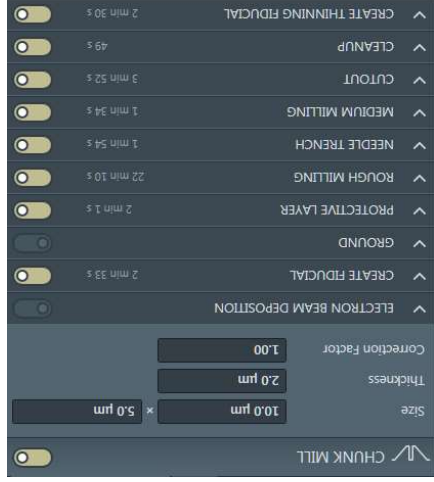 CHUNK MILL
Size 10.0 µm × 5.0 µm
Thickness 2.0 µm
Correction Factor 1.00
ELECTRON BEAM DEPOSITION
CREATE FIDUCIAL 2 min 33 s
GROUND
PROTECTIVE LAYER 2 min 1 s
ROUGH MILLING 22 min 10 s
NEEDLE TRENCH 1 min 54 s
MEDIUM MILLING 1 min 34 s
CUTOUT 3 min 52 s
CLEANUP 49 s
CREATE THINNING FIDUCIAL 2 min 30 s